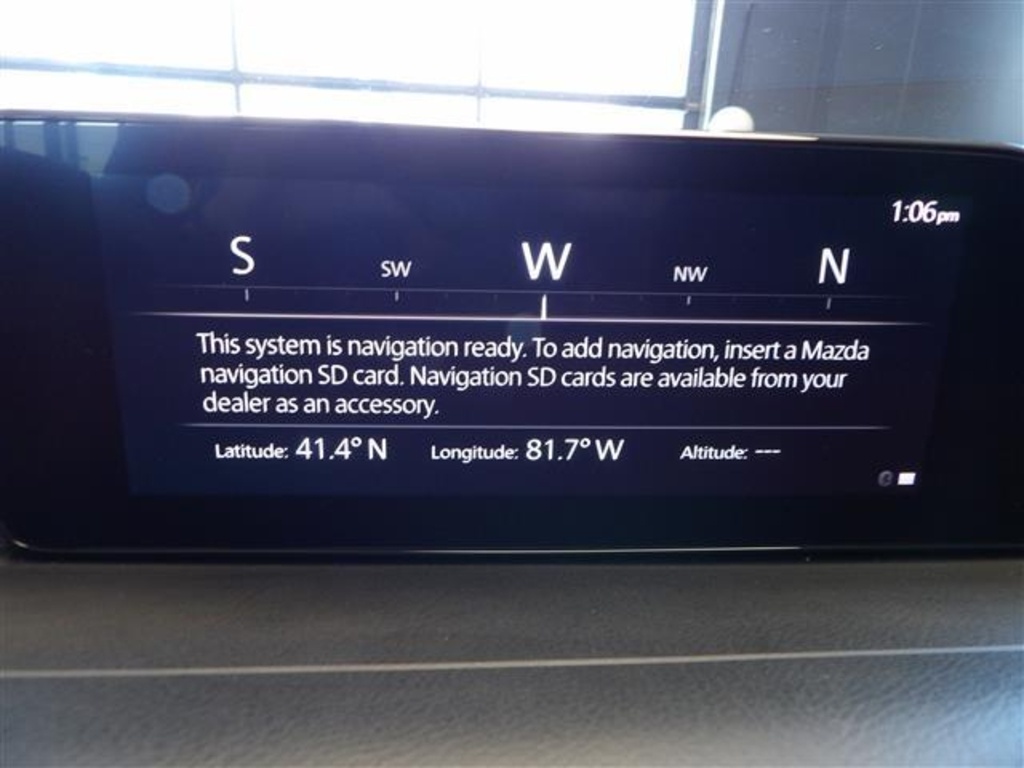 1:06pm
S SW W NW N
This system is navigation ready. To add navigation, insert a Mazda
navigation SD card. Navigation SD cards are available from your
dealer as an accessory.
Latitude: 41.4° N Longitude: 81.7° W Altitude: ---